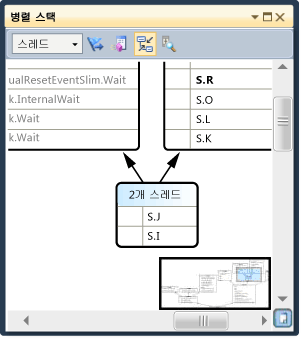 병렬 스택
스레드
ualResetEventSlim.Wait
k.InternalWait
k.Wait
k.Wait
S.R
S.O
S.L
S.K
2개 스레드
S.J
S.I